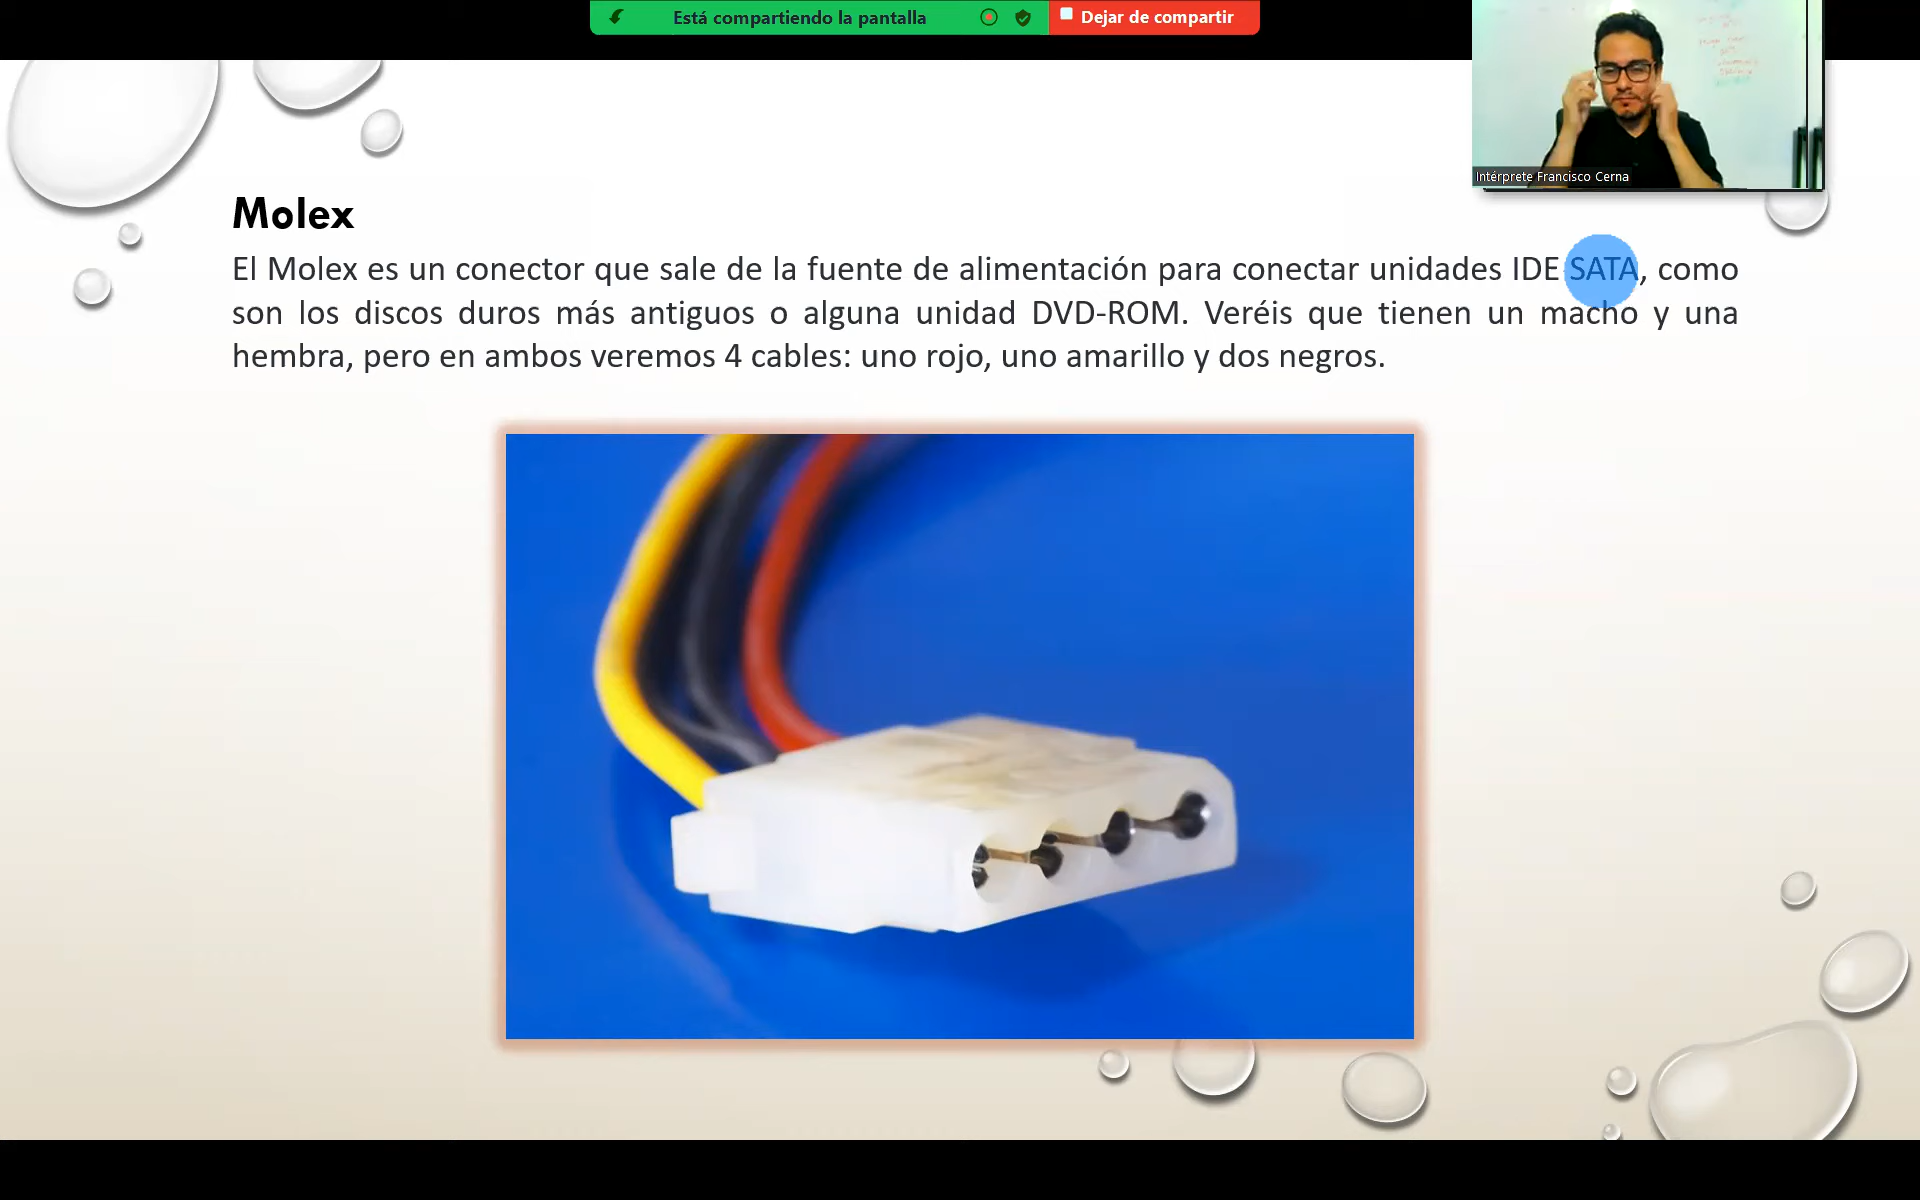 Está compartiendo la pantalla
Dejar de compartir
Intérprete Francisco Cerna
Molex
El Molex es un conector que sale de la fuente de alimentación para conectar unidades IDE SATA, como
son los discos duros más antiguos o alguna unidad DVD-ROM. Veréis que tienen un macho y una
hembra, pero en ambos veremos 4 cables: uno rojo, uno amarillo y dos negros.